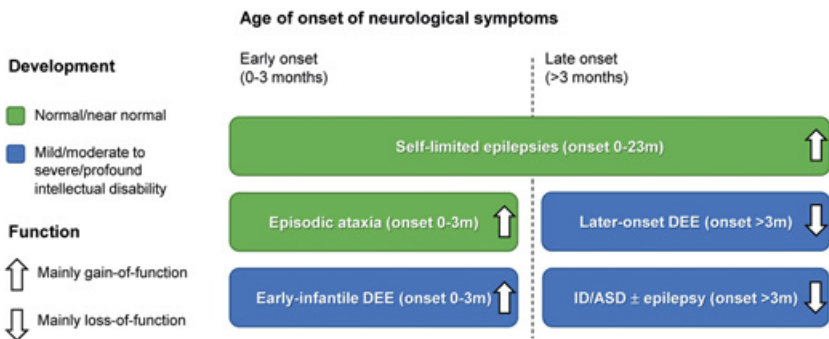 Age of onset of neurological symptoms
Early onset
(0-3 months)
Late onset
(>3 months)
Development
Normal/near normal
Mild/moderate to
severe/profound
intellectual disability
Function
Mainly gain-of-function
Mainly loss-of-function
Self-limited epilepsies (onset 0-23m)
Episodic ataxia (onset 0-3m)
Later-onset DEE (onset >3m)
Early-infantile DEE (onset 0-3m)
ID/ASD ± epilepsy (onset >3m)